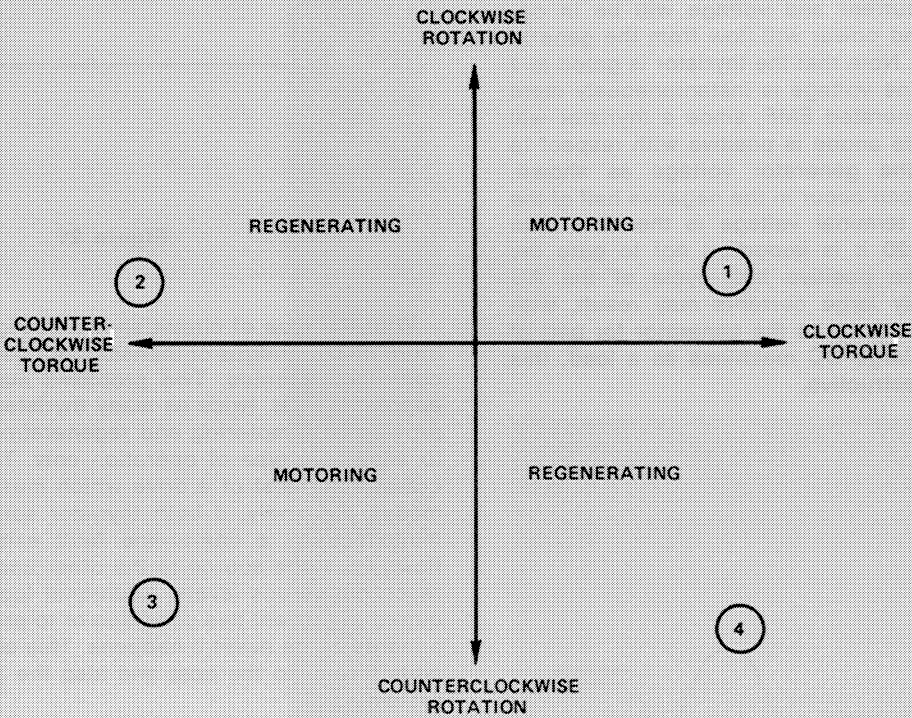 CLOCKWISE
ROTATION
REGENERATING
MOTORING
2
1
COUNTER-
CLOCKWISE
TORQUE
CLOCKWISE
TORQUE
MOTORING
REGENERATING
3
4
COUNTERCLOCKWISE
ROTATION